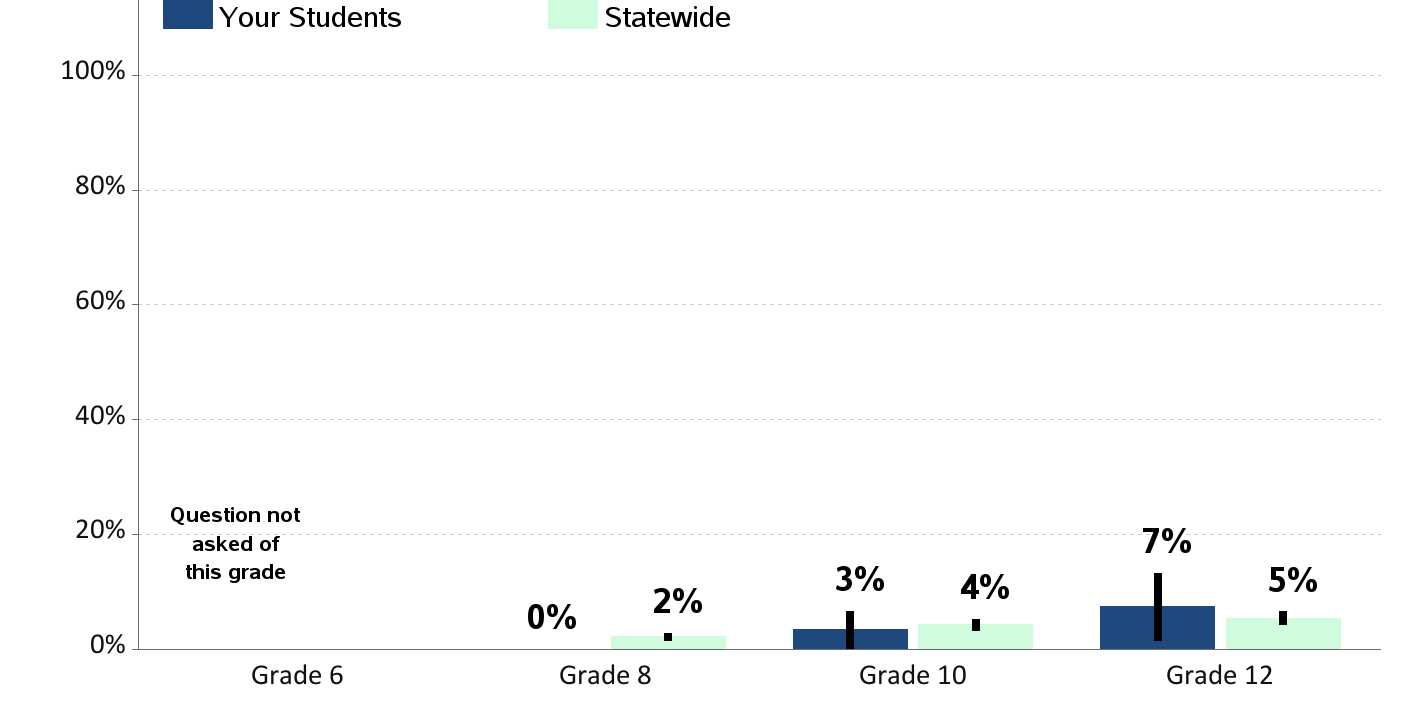 Your Students
Statewide
100%
80%
60%
40%
20%
0%
Question not
asked of
this grade
0%
2%
3%
4%
7%
5%
Grade 6
Grade 8
Grade 10
Grade 12